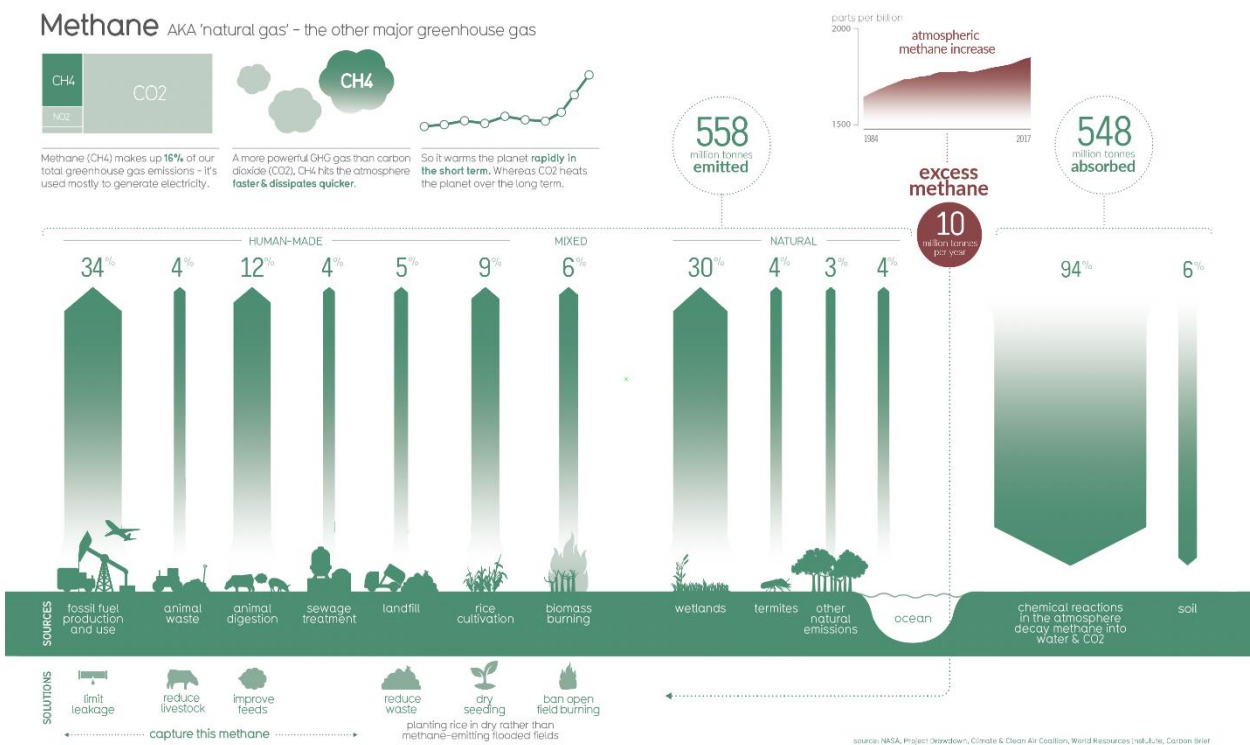 Methane AKA 'natural gas' - the other major greenhouse gas
CH4
NO2
CO2
CH4
Methane (CH4) makes up 16% of our
total greenhouse gas emissions - it's
used mostly to generate electricity.
A more powerful GHG gas than carbon
dioxide (CO2), CH4 hits the atmosphere
faster & dissipates quicker.
So it warms the planet rapidly in
the short term. Whereas CO2 heats
the planet over the long term.
558
million tonnes
emitted
parts per billion
2000
1500
atmospheric
methane increase
1984
2017
excess
methane
10
million tonnes
per year
548
million tonnes
absorbed
HUMAN-MADE
MIXED
NATURAL
34%
4%
12%
4%
5%
9%
6%
30%
4%
3%
4%
94%
6%
SOURCES
fossil fuel
production
and use
animal
waste
animal
digestion
sewage
treatment
landfill
rice
cultivation
biomass
burning
wetlands
termites
other
natural
emissions
ocean
chemical reactions
in the atmosphere
decay methane into
water & CO2
soil
SOLUTIONS
limit
leakage
reduce
livestock
improve
feeds
reduce
waste
dry
seeding
ban open
field burning
capture this methane
planting rice in dry rather than
methane-emitting flooded fields
source: NASA, Project Drawdown, Climate & Clean Air Coalition, World Resources Institute, Carbon Brief